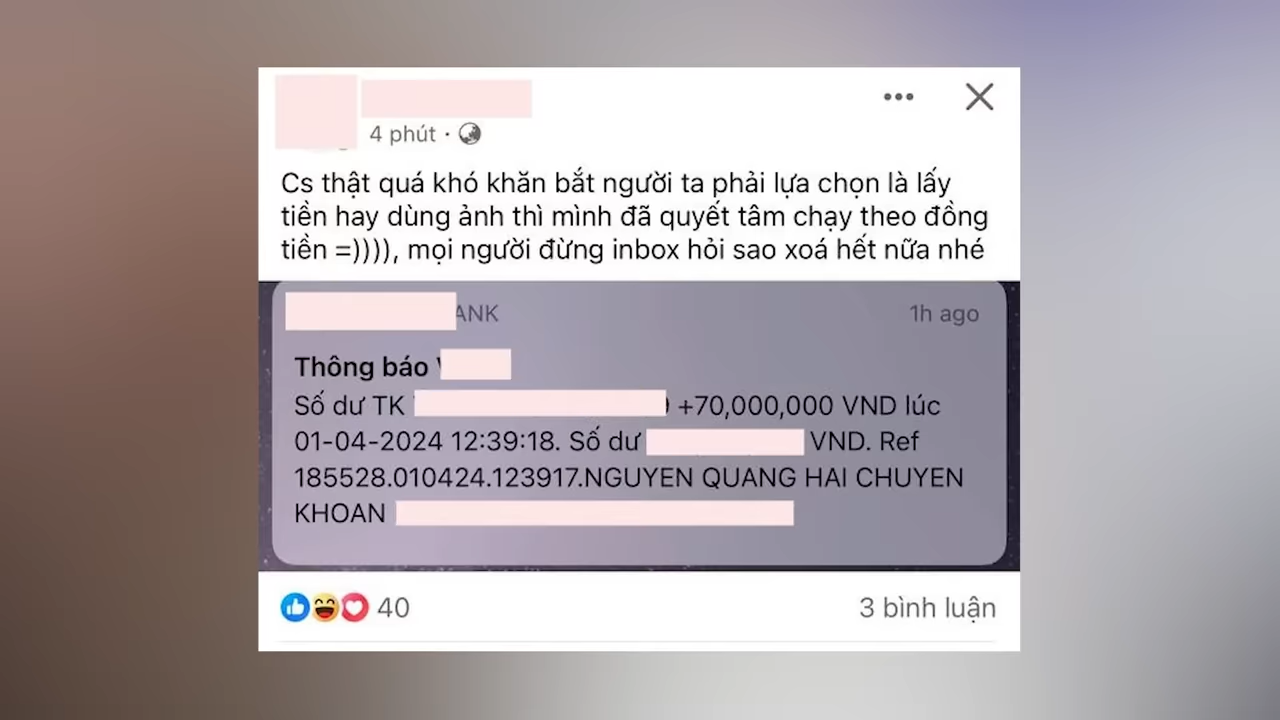 4 phút ·
Cs thật quá khó khăn bắt người ta phải lựa chọn là lấy
tiền hay dùng ảnh thì mình đã quyết tâm chạy theo đồng
tiền =)))), mọi người đừng inbox hỏi sao xoá hết nữa nhé
ANK 1h ago
Thông báo
Số dư TK +70,000,000 VND lúc
01-04-2024 12:39:18. Số dư VND. Ref
185528.010424.123917.NGUYEN QUANG HAI CHUYEN
KHOAN
40 3 bình luận